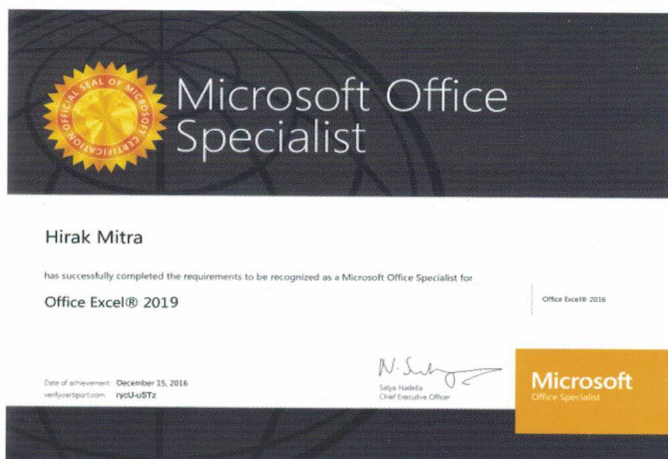 OFFICIAL SEAL OF MICROSOFT CERTIFICATION
Microsoft Office
Specialist
Hirak Mitra
has successfully completed the requirements to be recognized as a Microsoft Office Specialist for
Office Excel® 2019
Office Excel® 2016
Date of achievement: December 15, 2016
verify.certiport.com rycU-uSTz
N. Satya
Satya Nadella
Chief Executive Officer
Microsoft
Office Specialist